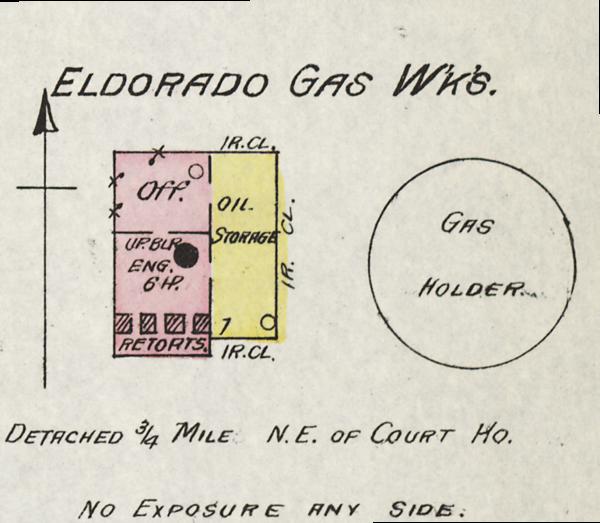 ELDORADO GAS W'K'S.
IR. CL.
Off.
OIL
STORAGE
IR. CL.
UP. BLR.
ENG.
6 H.P.
RETORTS.
1
IR. CL.
GAS
HOLDER.
DETACHED 3/4 MILE N.E. OF COURT HO.
NO EXPOSURE ANY SIDE.